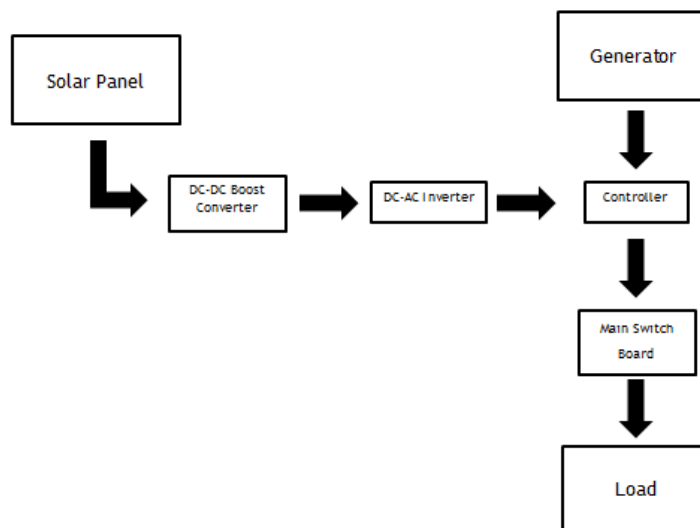 Solar Panel
Generator
DC-DC Boost
Converter
DC-AC Inverter
Controller
Main Switch
Board
Load